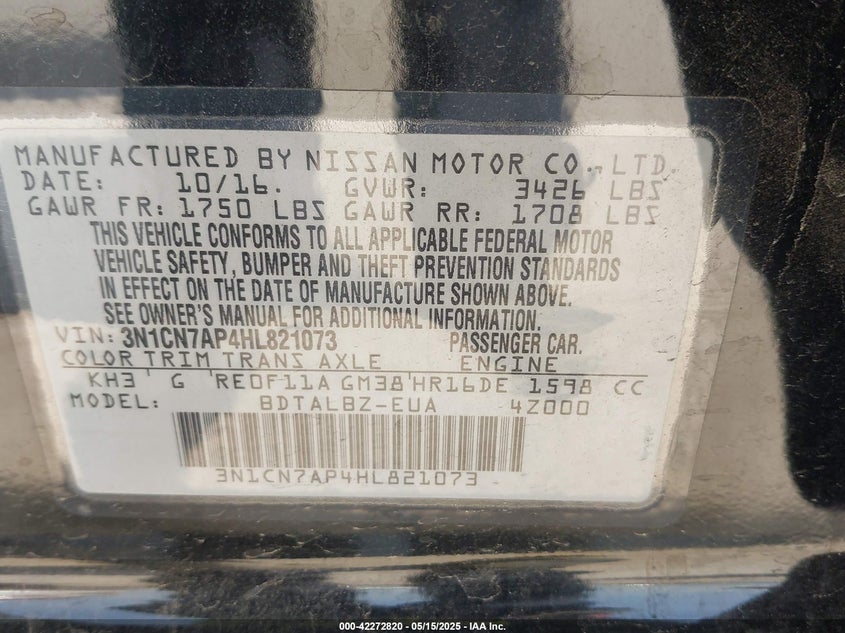 MANUFACTURED BY NISSAN MOTOR CO., LTD.
DATE: 10/16. GVWR: 3426 LBS
GAWR FR: 1750 LBS GAWR RR: 1708 LBS
THIS VEHICLE CONFORMS TO ALL APPLICABLE FEDERAL MOTOR
VEHICLE SAFETY, BUMPER AND THEFT PREVENTION STANDARDS
IN EFFECT ON THE DATE OF MANUFACTURE SHOWN ABOVE.
SEE OWNER'S MANUAL FOR ADDITIONAL INFORMATION.
VIN: 3N1CN7AP4HL821073 PASSENGER CAR.
COLOR TRIM TRANS AXLE ENGINE
KH3 G RE0F11A GM38 HR16DE 1598 CC
MODEL: BDTALBZ-EUA 4Z000
3N1CN7AP4HL821073
000-42272820 - 05/15/2025 - IAA Inc.